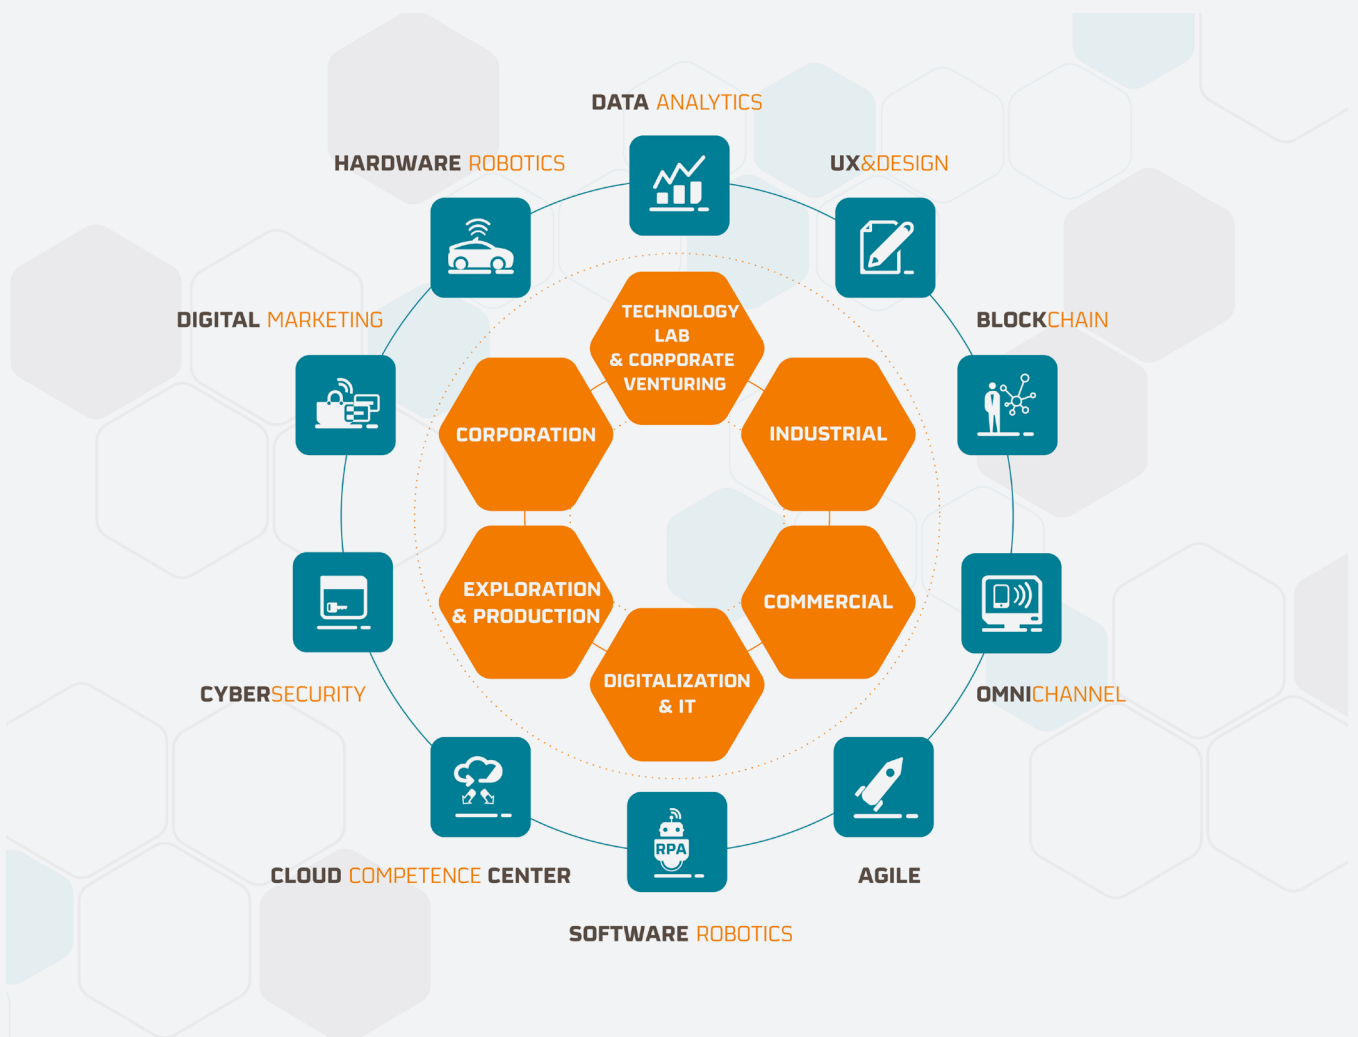 DATA ANALYTICS
HARDWARE ROBOTICS
UX&DESIGN
DIGITAL MARKETING
BLOCKCHAIN
TECHNOLOGY
LAB
& CORPORATE
VENTURING
CORPORATION
INDUSTRIAL
EXPLORATION
& PRODUCTION
COMMERCIAL
DIGITALIZATION
& IT
CYBERSECURITY
OMNICHANNEL
RPA
CLOUD COMPETENCE CENTER
AGILE
SOFTWARE ROBOTICS